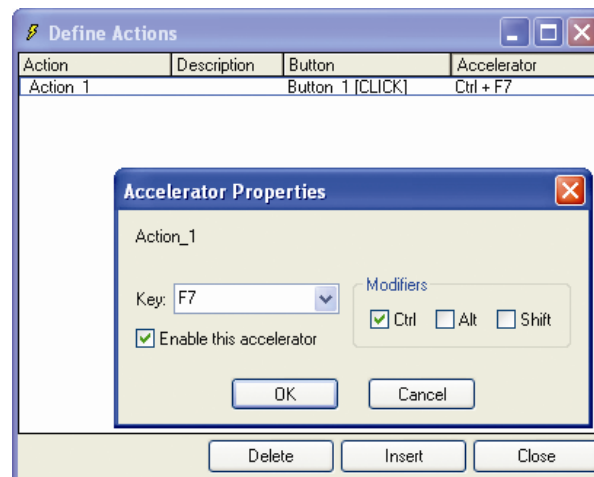 Define Actions
Action Description Button Accelerator
Action 1 Button 1 [CLICK] Ctrl + F7
Accelerator Properties
Action_1
Modifiers
Key: F7
Ctrl Alt Shift
Enable this accelerator
OK Cancel
Delete Insert Close